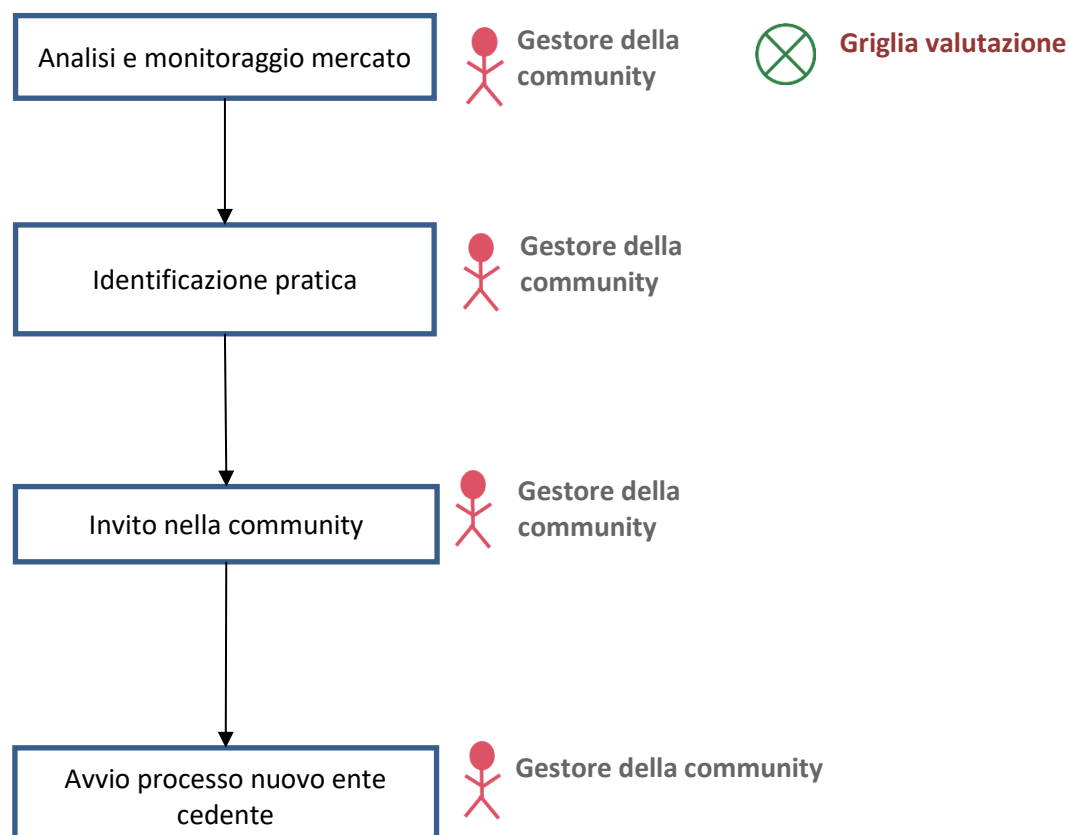 Analisi e monitoraggio mercato
Gestore della
community
Griglia valutazione
Identificazione pratica
Gestore della
community
Invito nella community
Gestore della
community
Avvio processo nuovo ente
cedente
Gestore della community